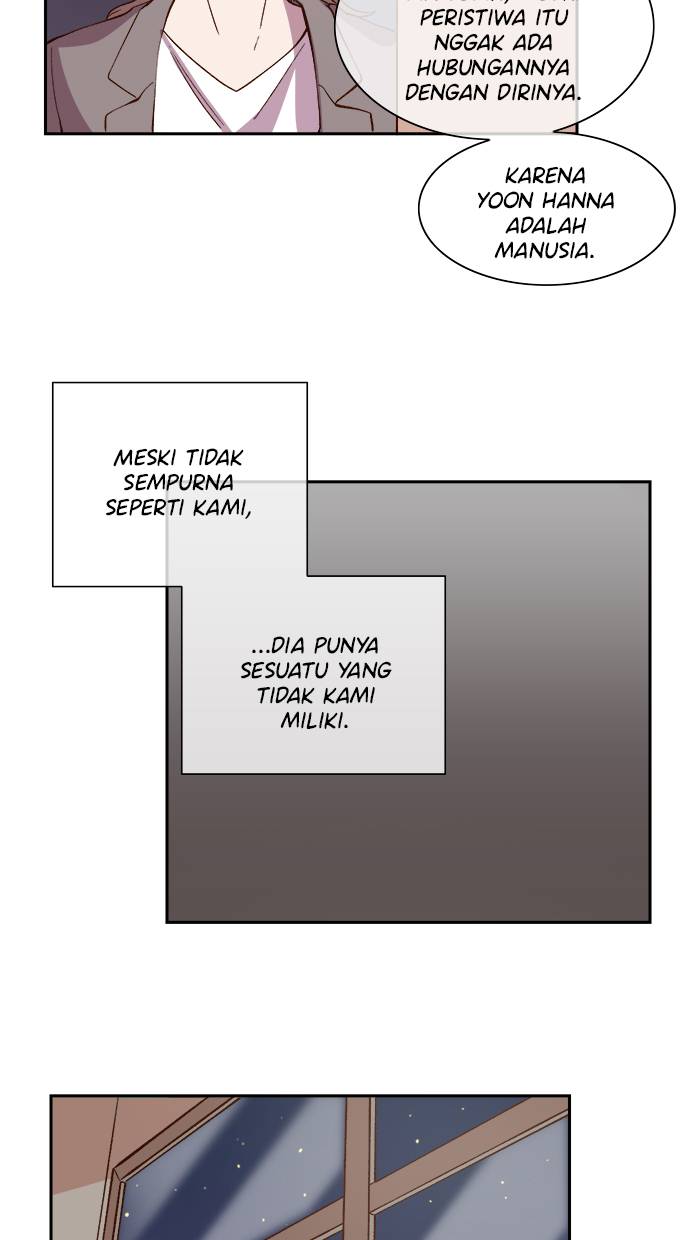 PERISTIWA ITU
NGGAK ADA
HUBUNGANNYA
DENGAN DIRINYA.
KARENA
YOON HANNA
ADALAH
MANUSIA.
MESKI TIDAK
SEMPURNA
SEPERTI KAMI,
...DIA PUNYA
SESUATU YANG
TIDAK KAMI
MILIKI.